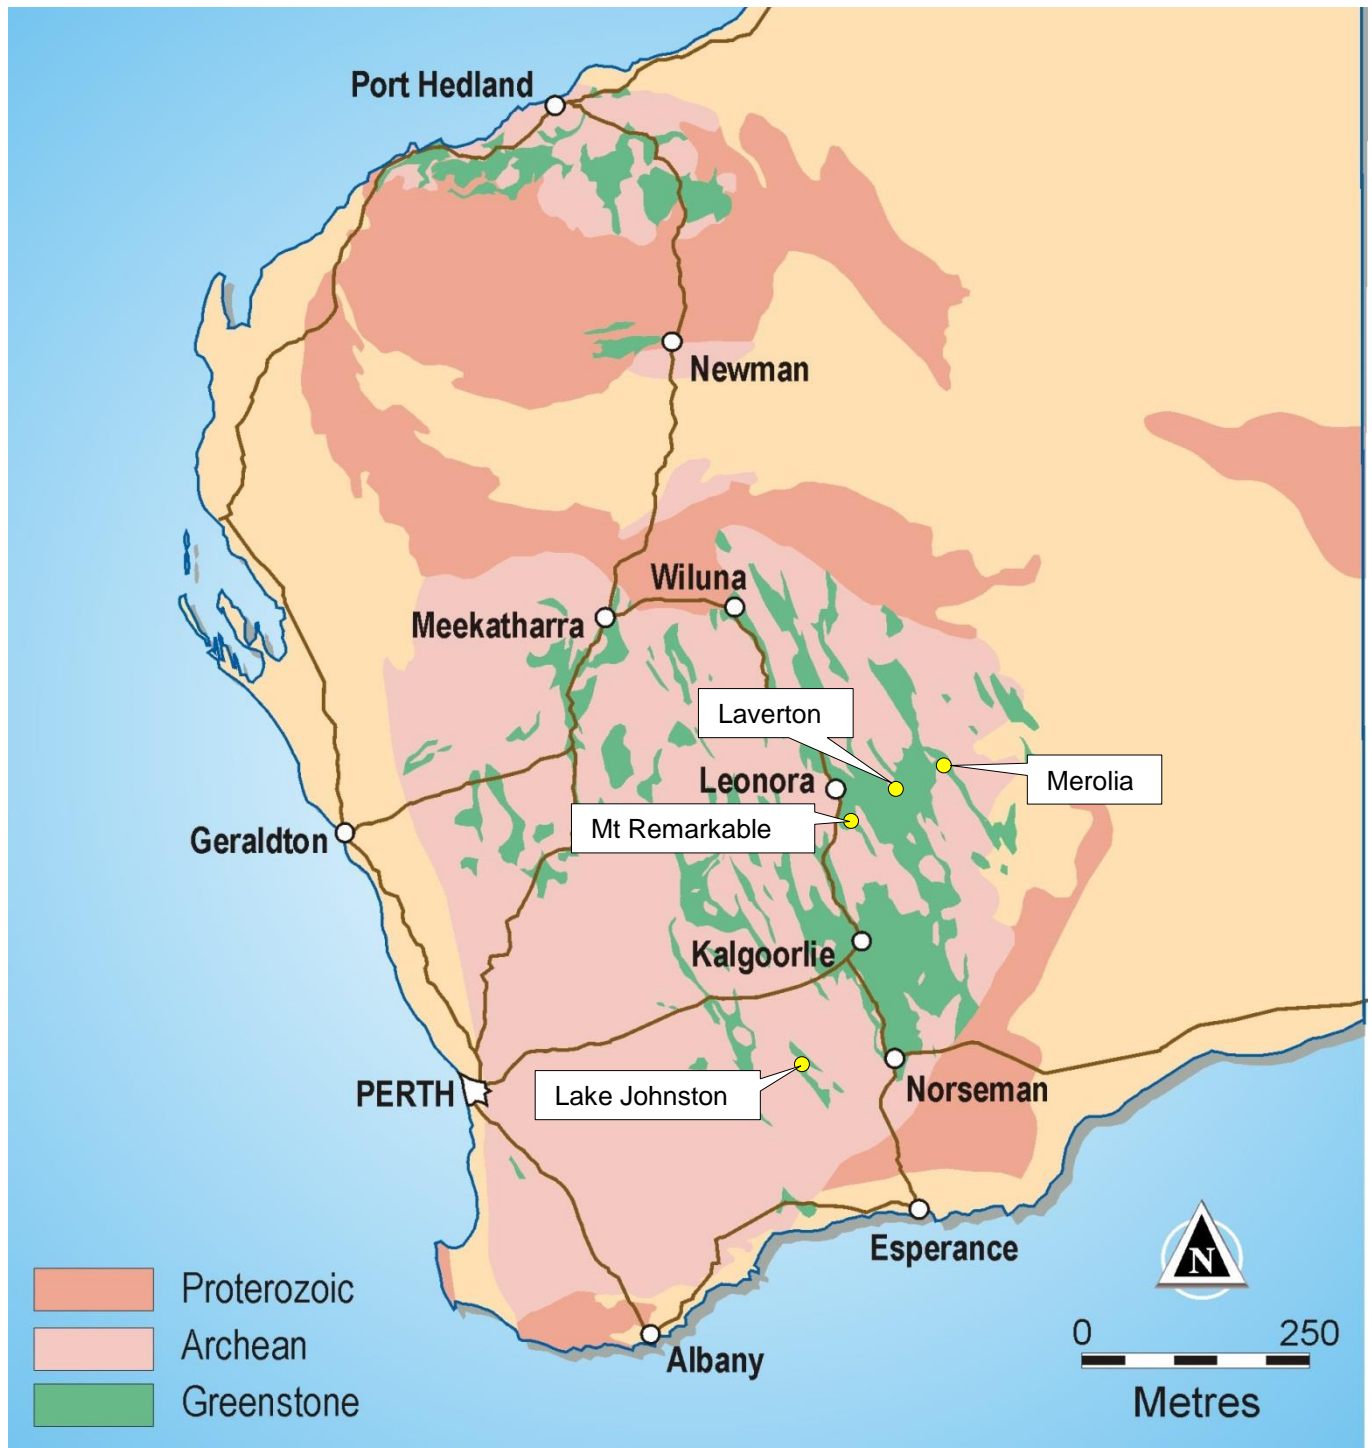 Port Hedland
Newman
Wiluna
Meekatharra
Laverton
Leonora
Merolia
Mt Remarkable
Geraldton
Kalgoorlie
PERTH
Lake Johnston
Norseman
Esperance
Albany
Proterozoic
Archean
Greenstone
N
0 250
Metres